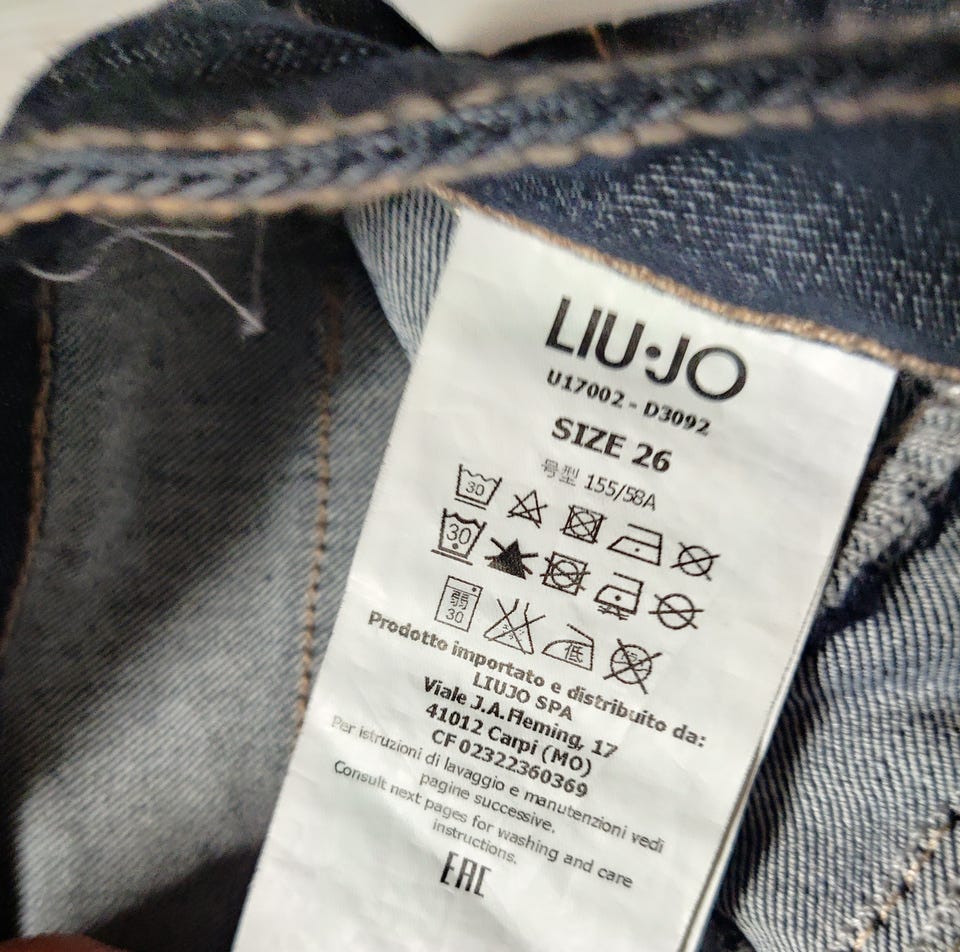 LIU·JO
U17002 - D3092
SIZE 26
号型 155/58A
30
30
弱
30
低
Prodotto importato e distribuito da:
LIUJO SPA
Viale J.A.Fleming, 17
41012 Carpi (MO)
CF 02322360369
Per istruzioni di lavaggio e manutenzioni vedi
pagine successive.
Consult next pages for washing and care
instructions.
EAC